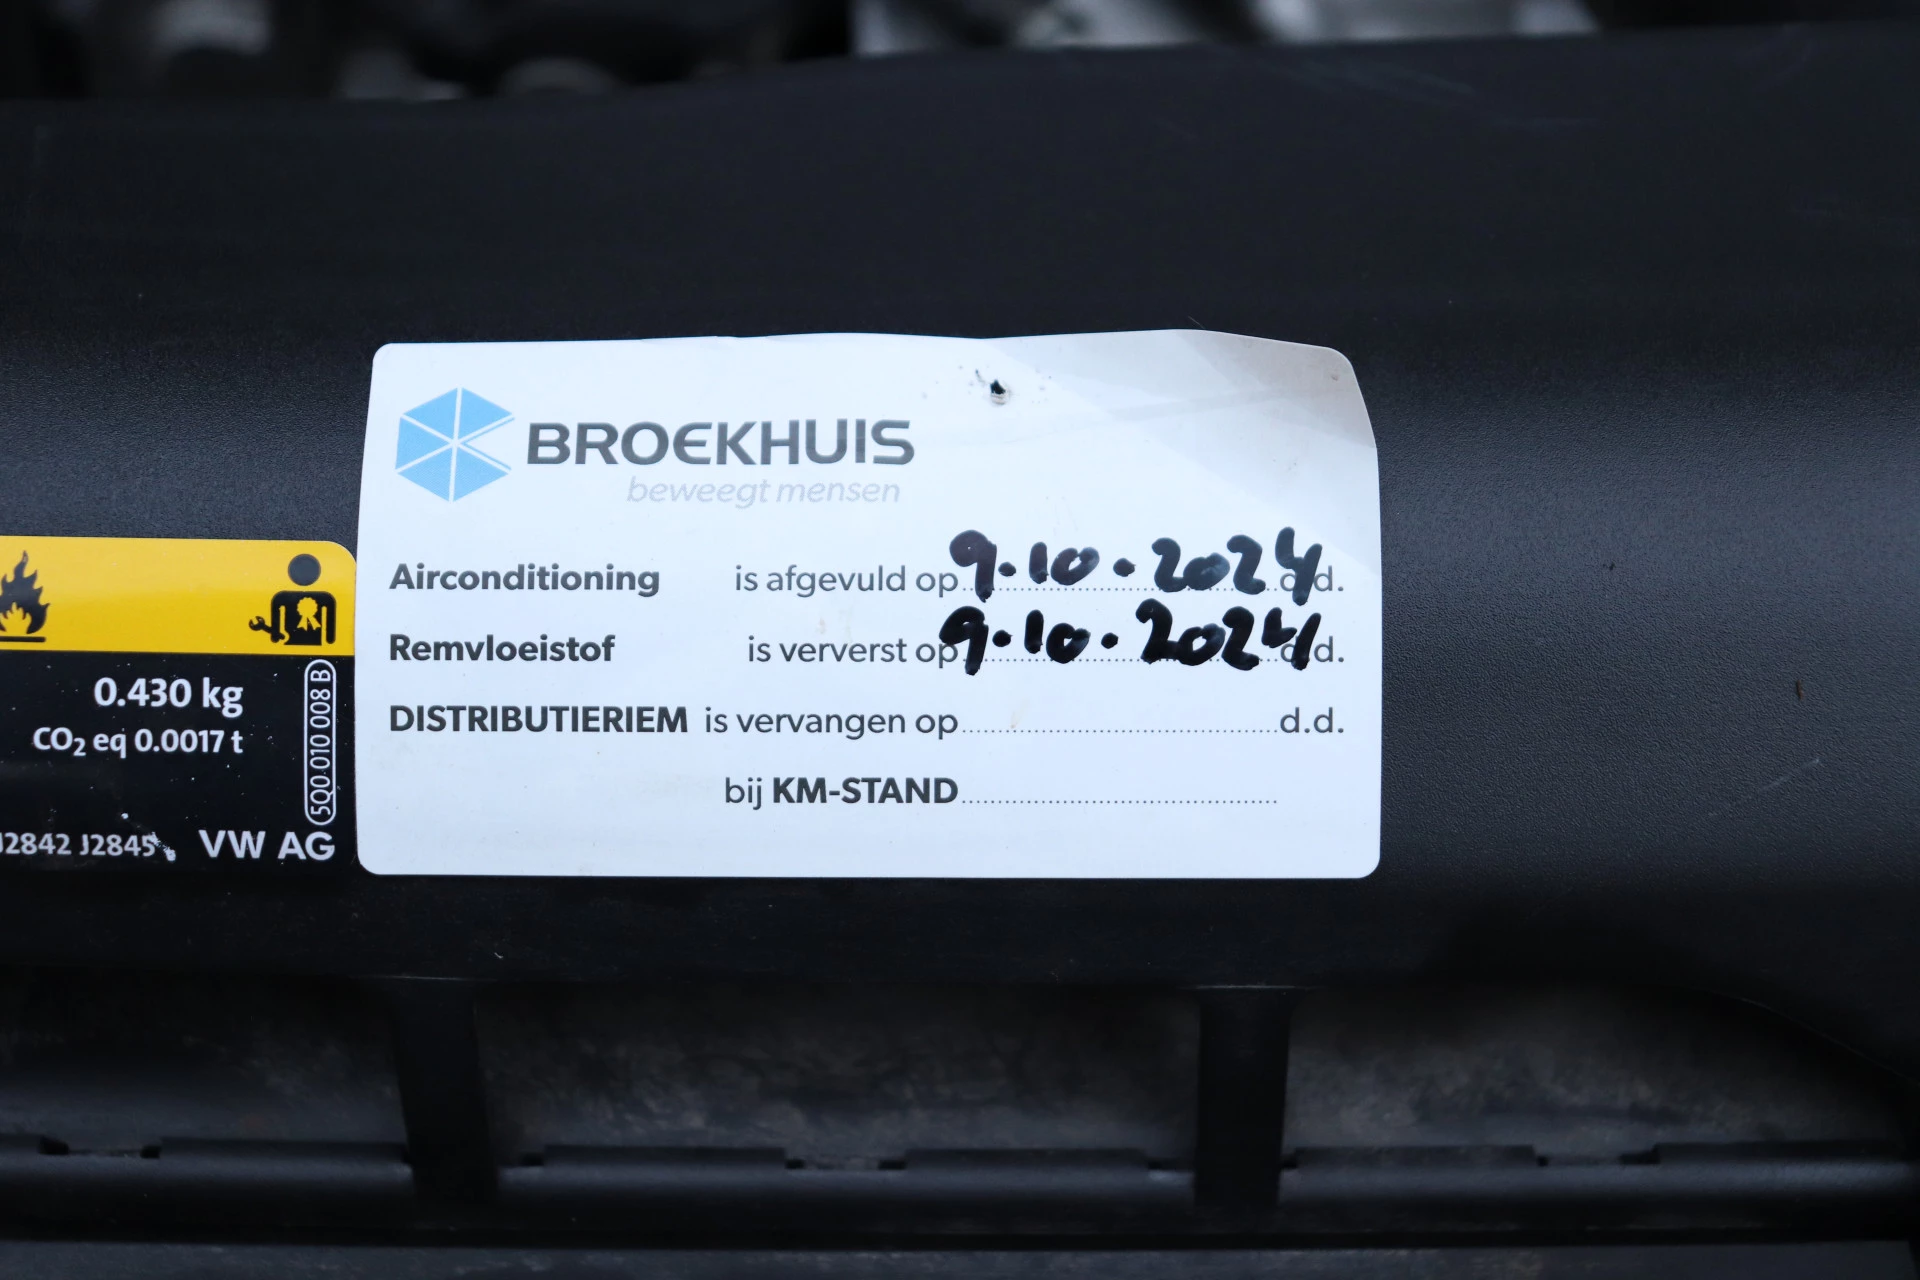 BROEKHUIS
beweegt mensen
Airconditioning is afgevuld op 9.10.2024 d.d.
Remvloeistof is ververst op 9.10.2024 d.d.
DISTRIBUTIERIEM is vervangen op d.d.
bij KM-STAND
0.430 kg
CO₂ eq 0.0017 t
5Q0 010 008 B
J2842 J2845 VW AG